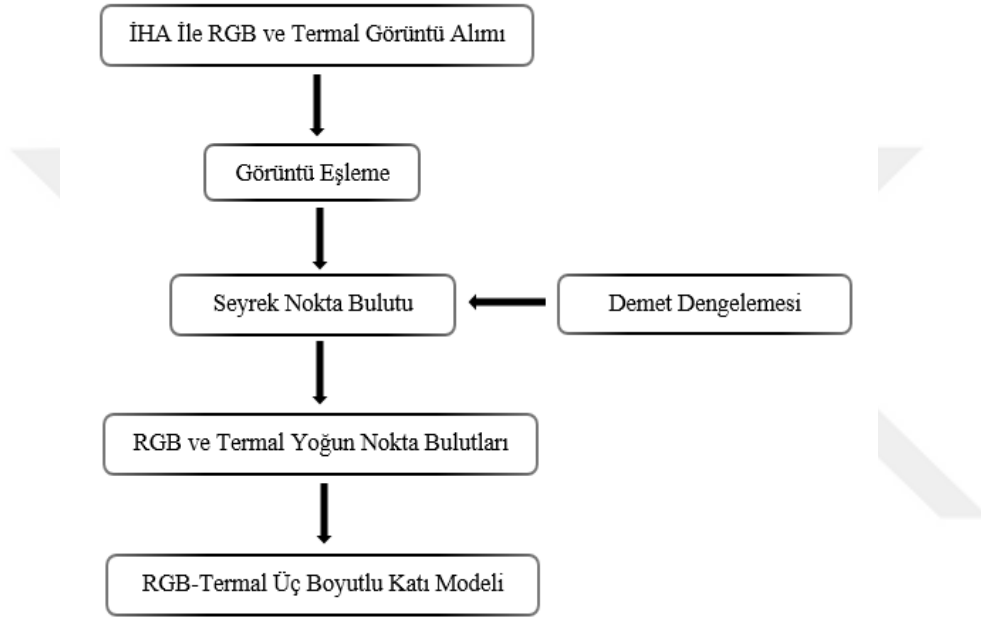 İHA İle RGB ve Termal Görüntü Alımı
Görüntü Eşleme
Seyrek Nokta Bulutu
Demet Dengelemesi
RGB ve Termal Yoğun Nokta Bulutları
RGB-Termal Üç Boyutlu Katı Modeli